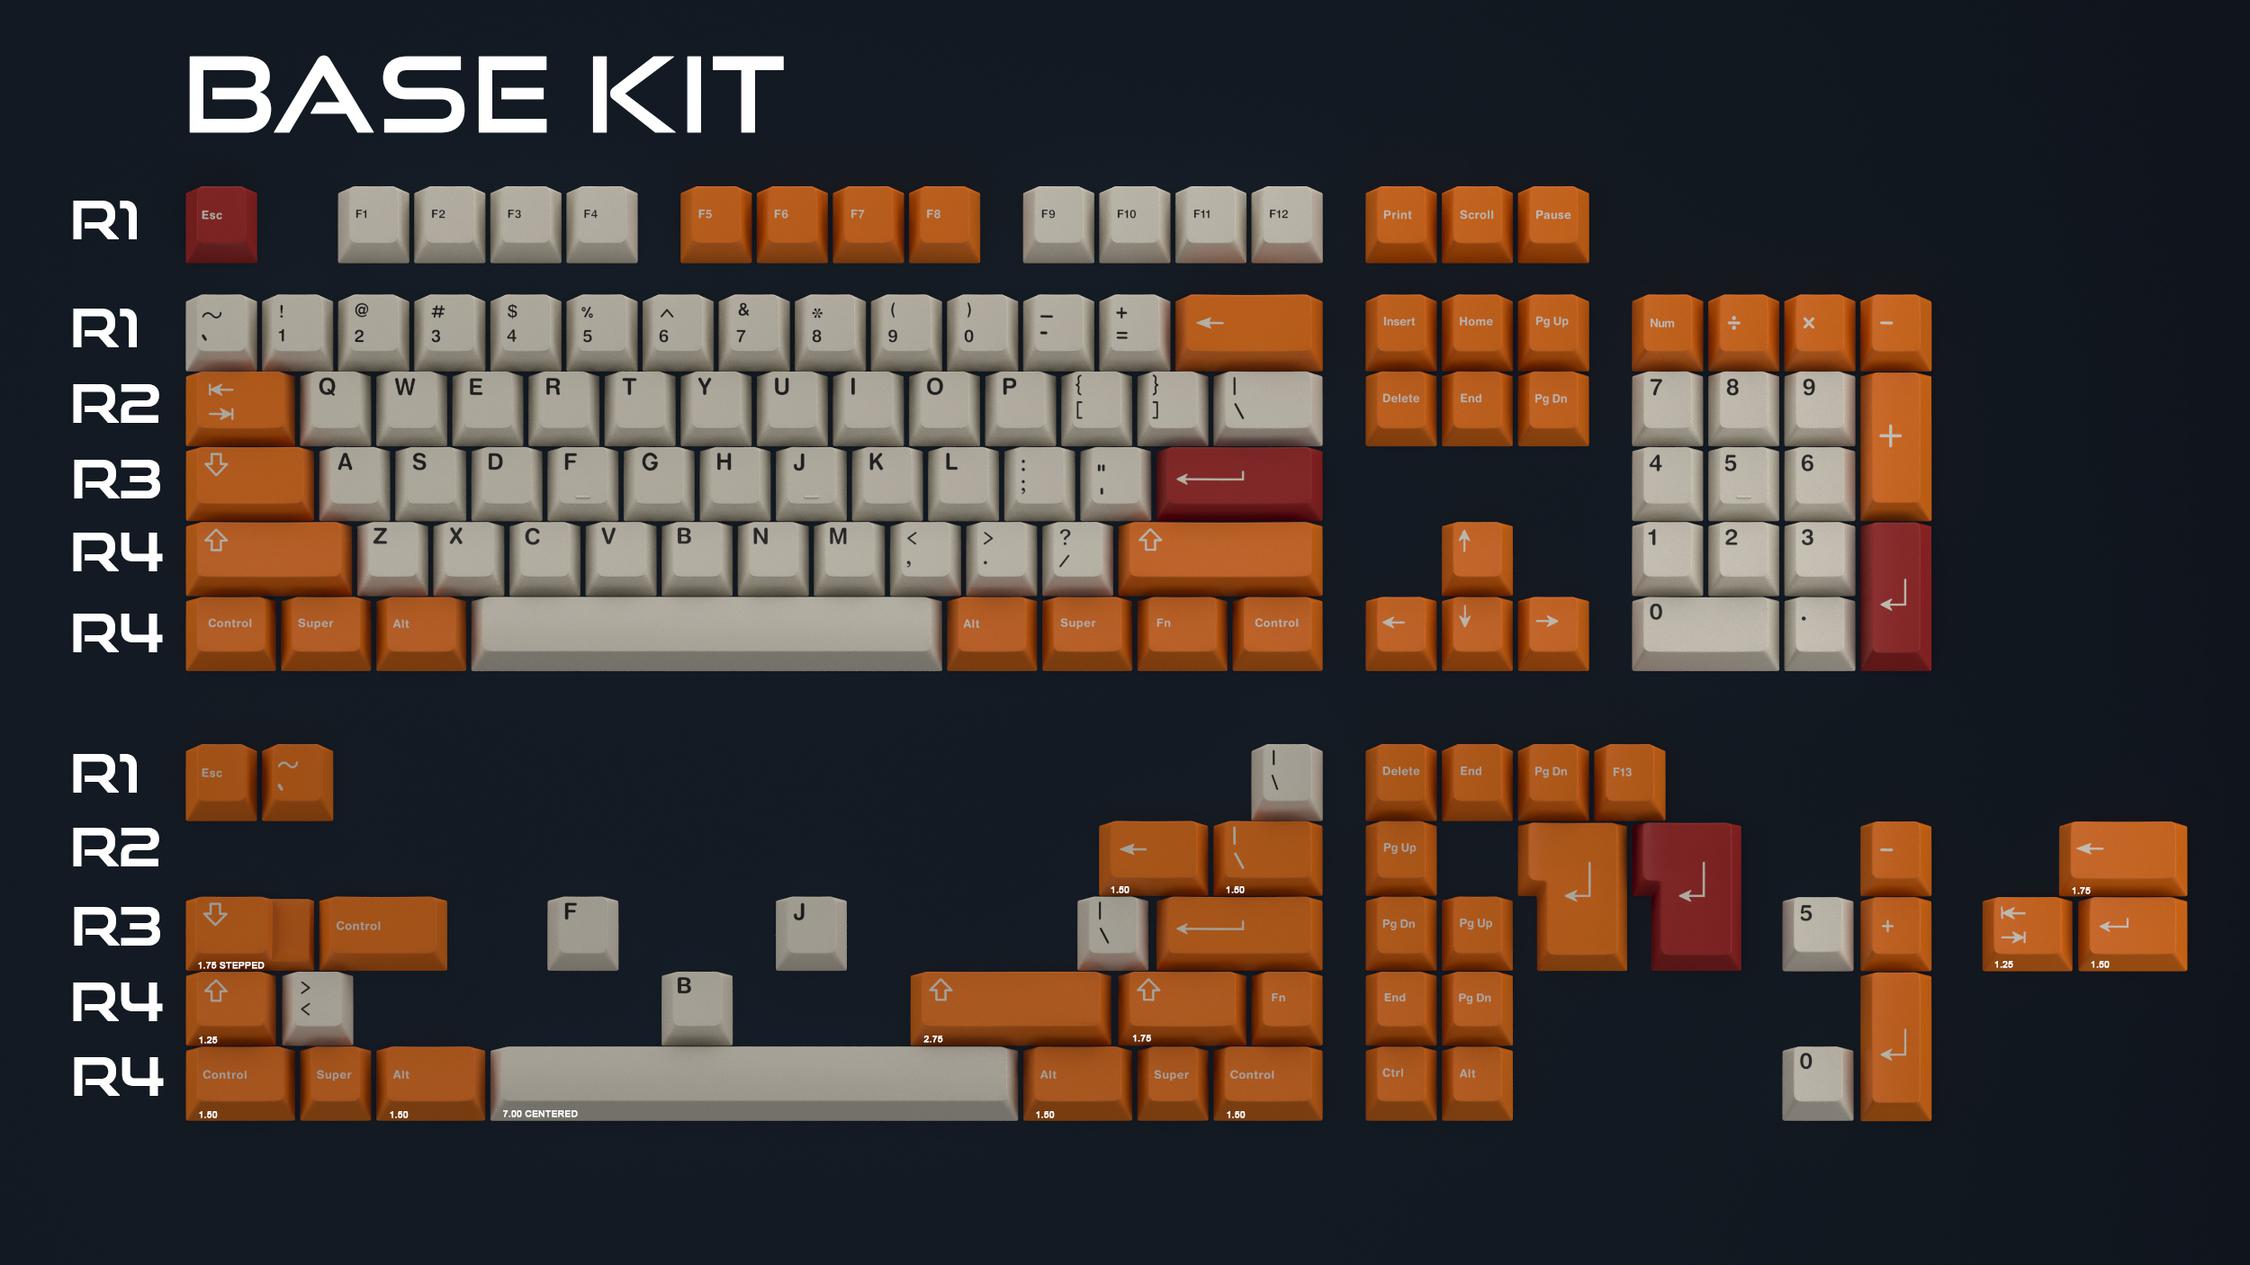 BASE KIT
R1 Esc F1 F2 F3 F4 F5 F6 F7 F8 F9 F10 F11 F12 Print Scroll Pause
R1 ~ ` ! 1 @ 2 # 3 $ 4 % 5 ^ 6 & 7 * 8 ( 9 ) 0 _ - + = ← Insert Home Pg Up Num ÷ × -
R2 ⇤ ⇥ Q W E R T Y U I O P { [ } ] | \ Delete End Pg Dn 7 8 9 +
R3 ⇩ A S D F G H J K L : ; " ' ← 4 5 6
R4 ⇧ Z X C V B N M < , > . ? / ⇧ ↑ 1 2 3 ↵
R4 Control Super Alt Alt Super Fn Control ← ↓ → 0 .
R1 Esc ~ ` | \ Delete End Pg Dn F13
R2 ← 1.50 | \ 1.50 Pg Up ↵ ↵ - ← 1.75
R3 ⇩ 1.75 STEPPED Control F J | \ ← Pg Dn Pg Up 5 + ⇤ ⇥ 1.25 ↵ 1.50
R4 ⇧ 1.25 > < B ⇧ 2.75 ⇧ 1.75 Fn End Pg Dn ↵
R4 Control 1.50 Super Alt 1.50 7.00 CENTERED Alt 1.50 Super Control 1.50 Ctrl Alt 0